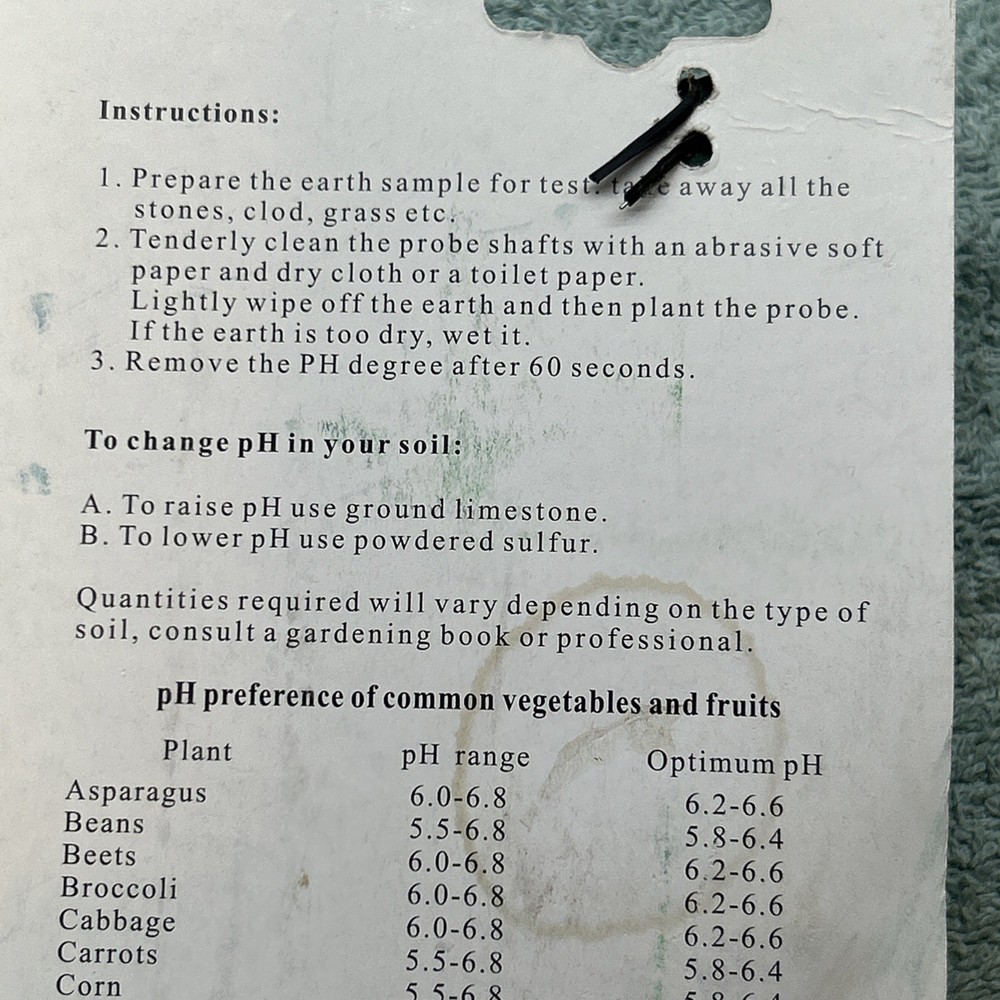 Instructions:
1. Prepare the earth sample for test: take away all the
stones, clod, grass etc.
2. Tenderly clean the probe shafts with an abrasive soft
paper and dry cloth or a toilet paper.
Lightly wipe off the earth and then plant the probe.
If the earth is too dry, wet it.
3. Remove the PH degree after 60 seconds.
To change pH in your soil:
A. To raise pH use ground limestone.
B. To lower pH use powdered sulfur.
Quantities required will vary depending on the type of
soil, consult a gardening book or professional.
pH preference of common vegetables and fruits
Plant pH range Optimum pH
Asparagus 6.0-6.8 6.2-6.6
Beans 5.5-6.8 5.8-6.4
Beets 6.0-6.8 6.2-6.6
Broccoli 6.0-6.8 6.2-6.6
Cabbage 6.0-6.8 6.2-6.6
Carrots 5.5-6.8 5.8-6.4
Corn 5.5-6.8